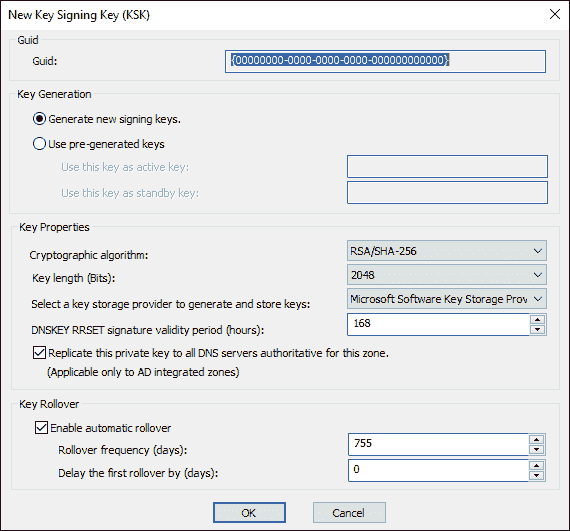 New Key Signing Key (KSK)
Guid
Guid: {00000000-0000-0000-0000-000000000000}
Key Generation
Generate new signing keys.
Use pre-generated keys
Use this key as active key:
Use this key as standby key:
Key Properties
Cryptographic algorithm: RSA/SHA-256
Key length (Bits): 2048
Select a key storage provider to generate and store keys: Microsoft Software Key Storage Prov
DNSKEY RRSET signature validity period (hours): 168
Replicate this private key to all DNS servers authoritative for this zone.
(Applicable only to AD integrated zones)
Key Rollover
Enable automatic rollover
Rollover frequency (days): 755
Delay the first rollover by (days): 0
OK Cancel